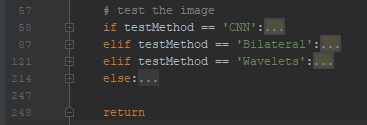 57 # test the image
58 if testMethod == 'CNN':...
87 elif testMethod == 'Bilateral':...
121 elif testMethod == 'Wavelets':...
214 else:...
247
248 return